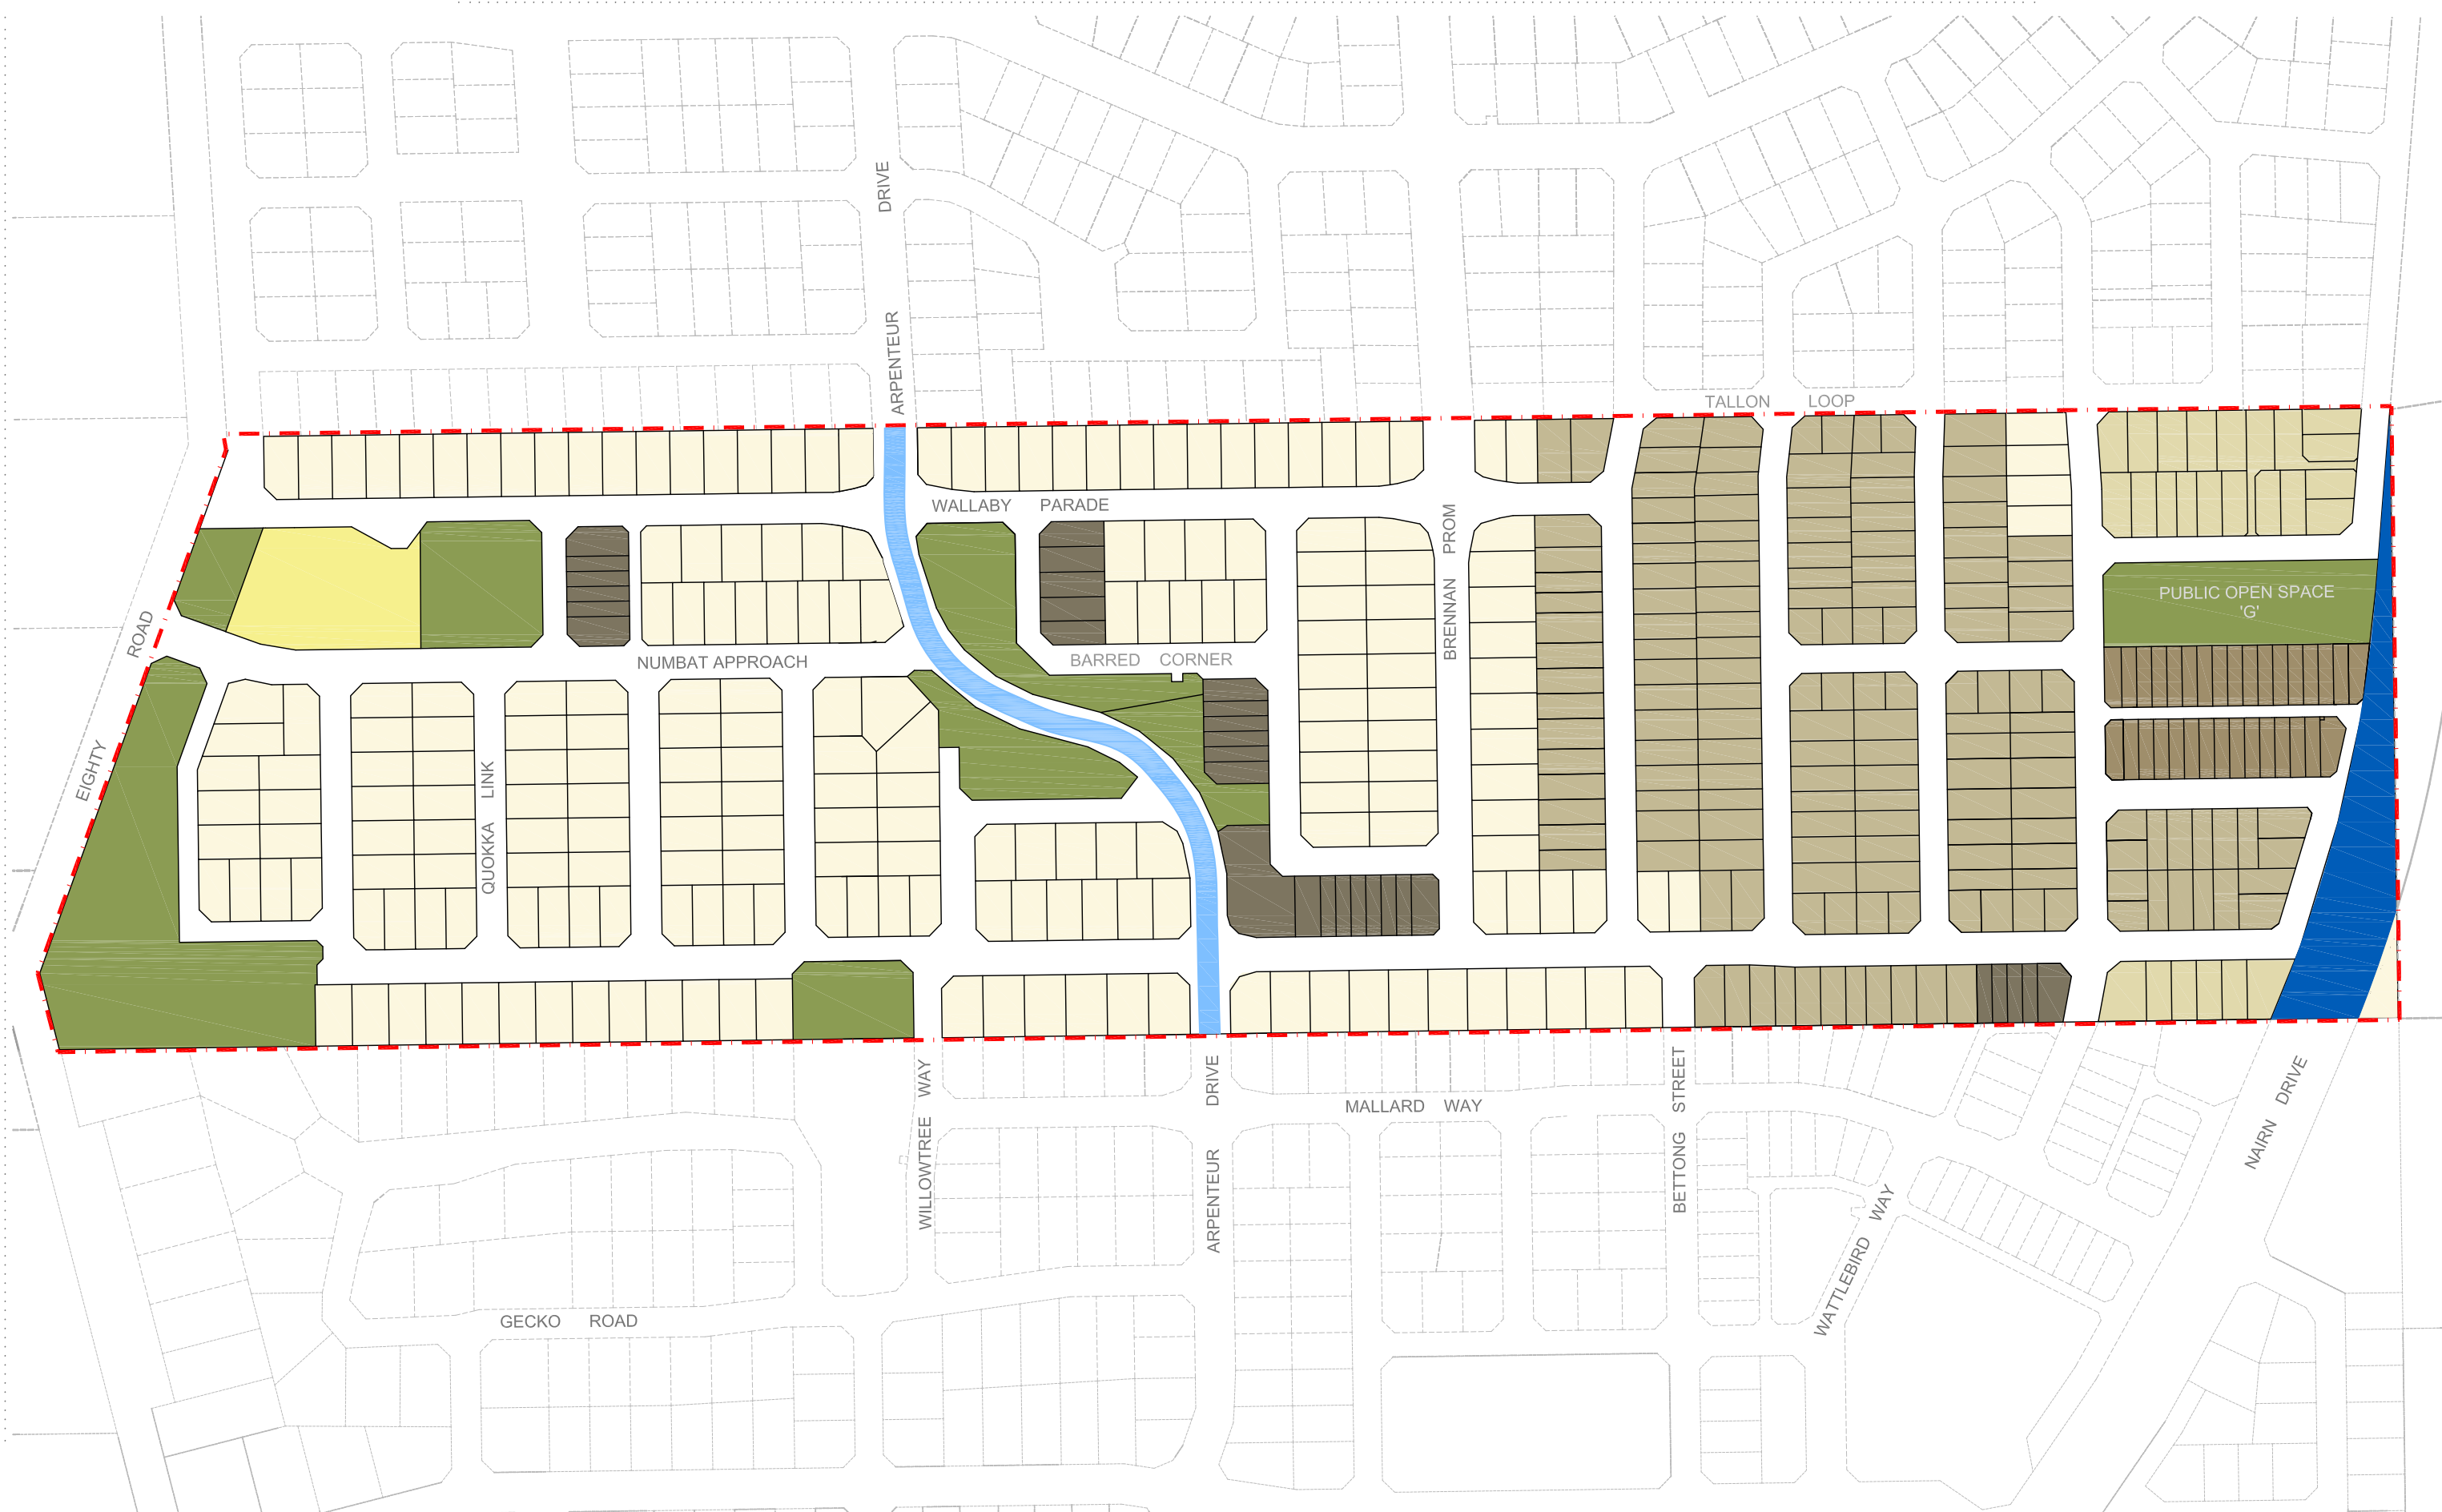 DRIVE
ARPENTEUR
TALLON LOOP
WALLABY PARADE
BRENNAN PROM
PUBLIC OPEN SPACE
'G'
EIGHTY ROAD
NUMBAT APPROACH
BARRED CORNER
QUOKKA LINK
WILLOWTREE WAY
ARPENTEUR DRIVE
MALLARD WAY
BETTONG STREET
WATTLEBIRD WAY
NAIRN DRIVE
GECKO ROAD